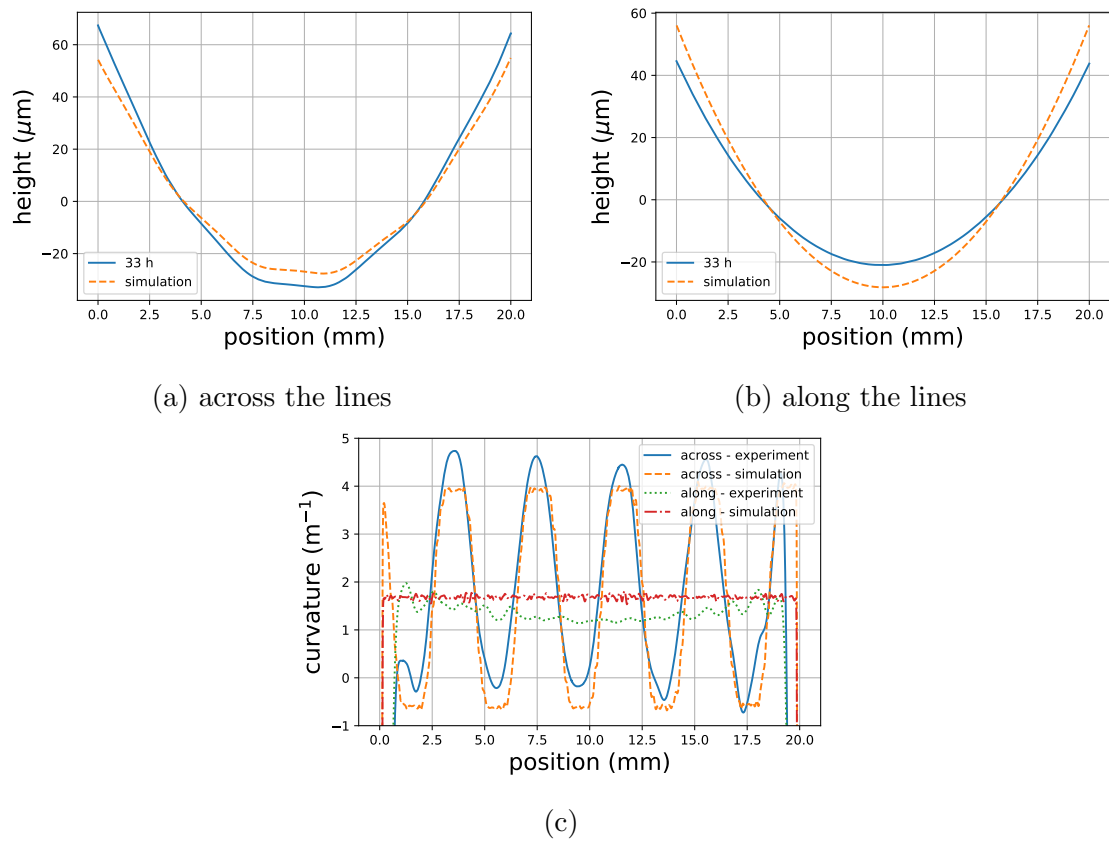 60
40
20
0
−20
height (μm)
33 h
simulation
0.0 2.5 5.0 7.5 10.0 12.5 15.0 17.5 20.0
position (mm)
(a) across the lines
60
40
20
0
−20
height (μm)
33 h
simulation
0.0 2.5 5.0 7.5 10.0 12.5 15.0 17.5 20.0
position (mm)
(b) along the lines
5
4
3
2
1
0
−1
curvature (m⁻¹)
across - experiment
across - simulation
along - experiment
along - simulation
0.0 2.5 5.0 7.5 10.0 12.5 15.0 17.5 20.0
position (mm)
(c)